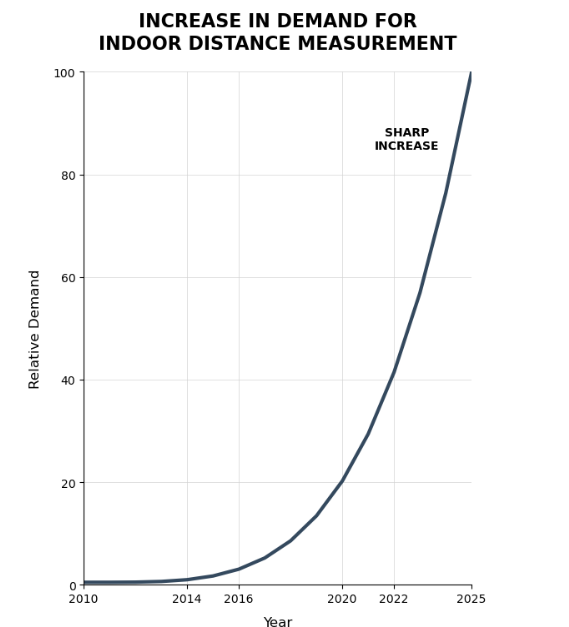 INCREASE IN DEMAND FOR
INDOOR DISTANCE MEASUREMENT
100
SHARP
INCREASE
80
60
Relative Demand
40
20
0
2010 2014 2016 2020 2022 2025
Year